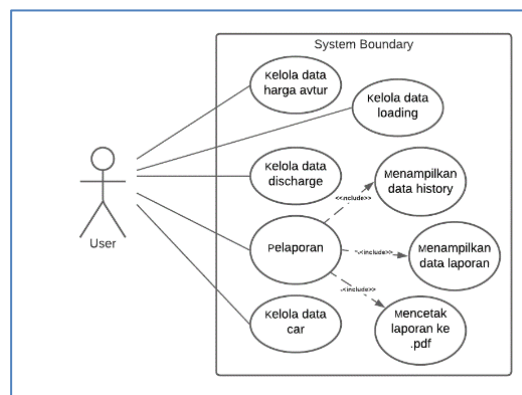 System Boundary
Kelola data
harga avtur
Kelola data
loading
Kelola data
discharge
Menampilkan
data history
<<include>>
User
Pelaporan
<<include>>
Menampilkan
data laporan
<<include>>
Kelola data
car
Mencetak
laporan ke
.pdf